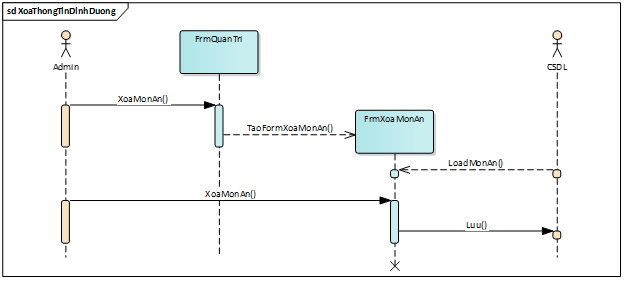 sd XoaThongTinDinhDuong
FrmQuanTri
Admin
CSDL
XoaMonAn()
TaoFormXoaMonAn()
FrmXoaMonAn
LoadMonAn()
XoaMonAn()
Luu()